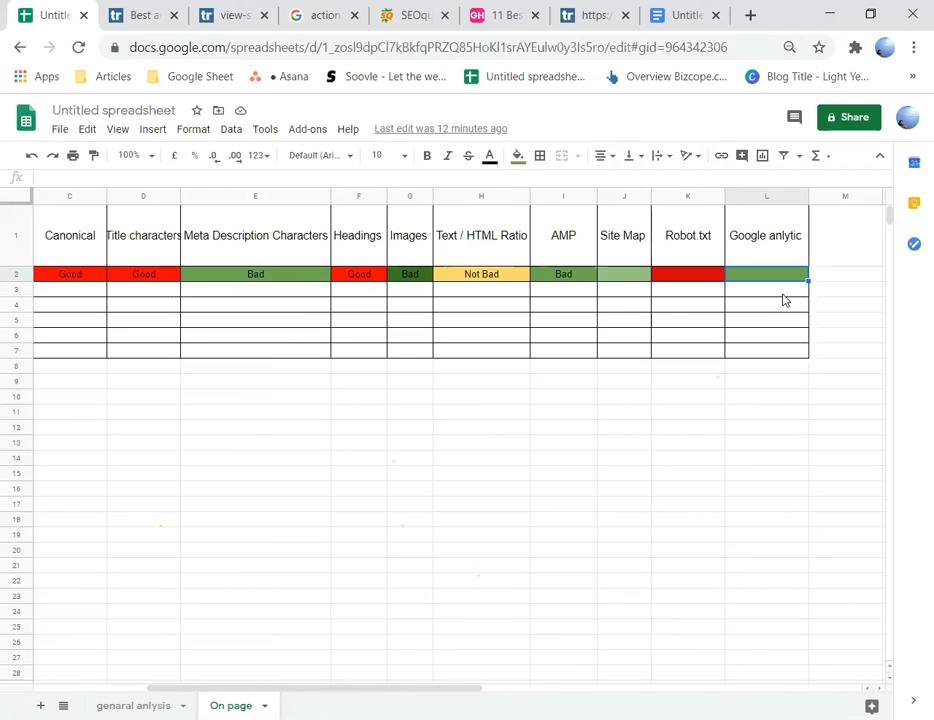 Untitle
Best a
view-s
action
SEOqu
11 Bes
https:/
Untitle
docs.google.com/spreadsheets/d/1_zosl9dpCl7kBkfqPRZQ85HoKl1srAYEulw0y3Is5ro/edit#gid=964342306
Apps
Articles
Google Sheet
• Asana
Soovle - Let the we...
Untitled spreadshe...
Overview Bizcope.c...
Blog Title - Light Ye...
»
Untitled spreadsheet
Share
File Edit View Insert Format Data Tools Add-ons Help Last edit was 12 minutes ago
100% £ % .0 .00 123 Default (Ari... 10 B I S A Σ
fx
C D E F G H I J K L M
1 Canonical Title characters Meta Description Characters Headings Images Text / HTML Ratio AMP Site Map Robot.txt Google anlytic
2 Good Good Bad Good Bad Not Bad Bad
3
4
5
6
7
8
9
10
11
12
13
14
15
16
17
18
19
20
21
22
23
24
25
26
27
28
genaral anlysis
On page